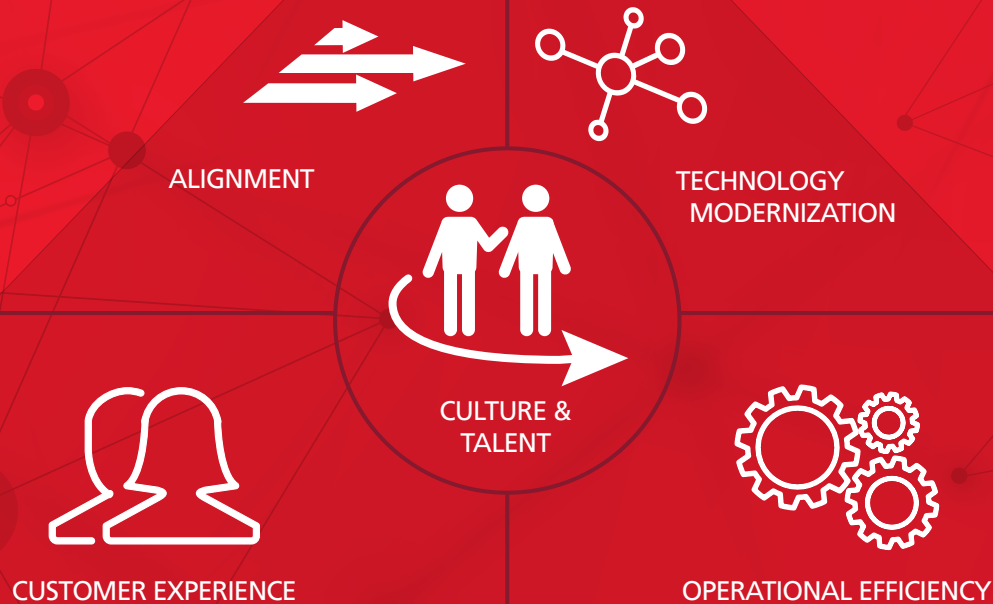 ALIGNMENT
TECHNOLOGY
MODERNIZATION
CULTURE &
TALENT
CUSTOMER EXPERIENCE
OPERATIONAL EFFICIENCY